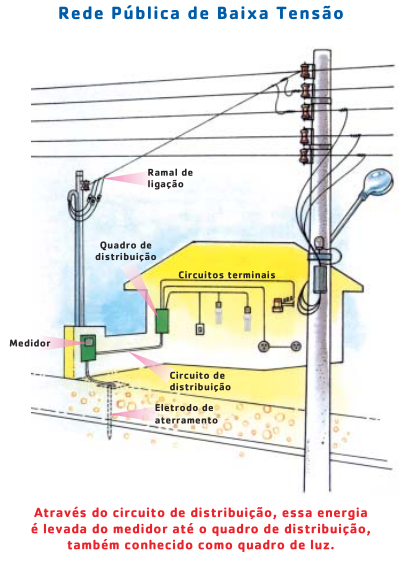 Rede Pública de Baixa Tensão
Ramal de
ligação
Quadro de
distribuição
Circuitos terminais
Medidor
Circuito de
distribuição
Eletrodo de
aterramento
Através do circuito de distribuição, essa energia
é levada do medidor até o quadro de distribuição,
também conhecido como quadro de luz.